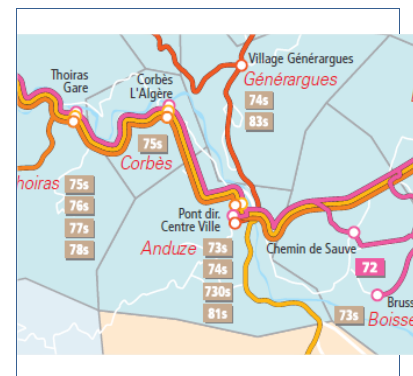 Village Générargues
Générargues
74s
83s
Thoiras
Gare
Corbès
L'Algère
75s
Corbès
hoiras
75s
76s
77s
78s
Pont dir.
Centre Ville
Anduze
73s
74s
730s
81s
Chemin de Sauve
72
Bruss
73s
Boisse